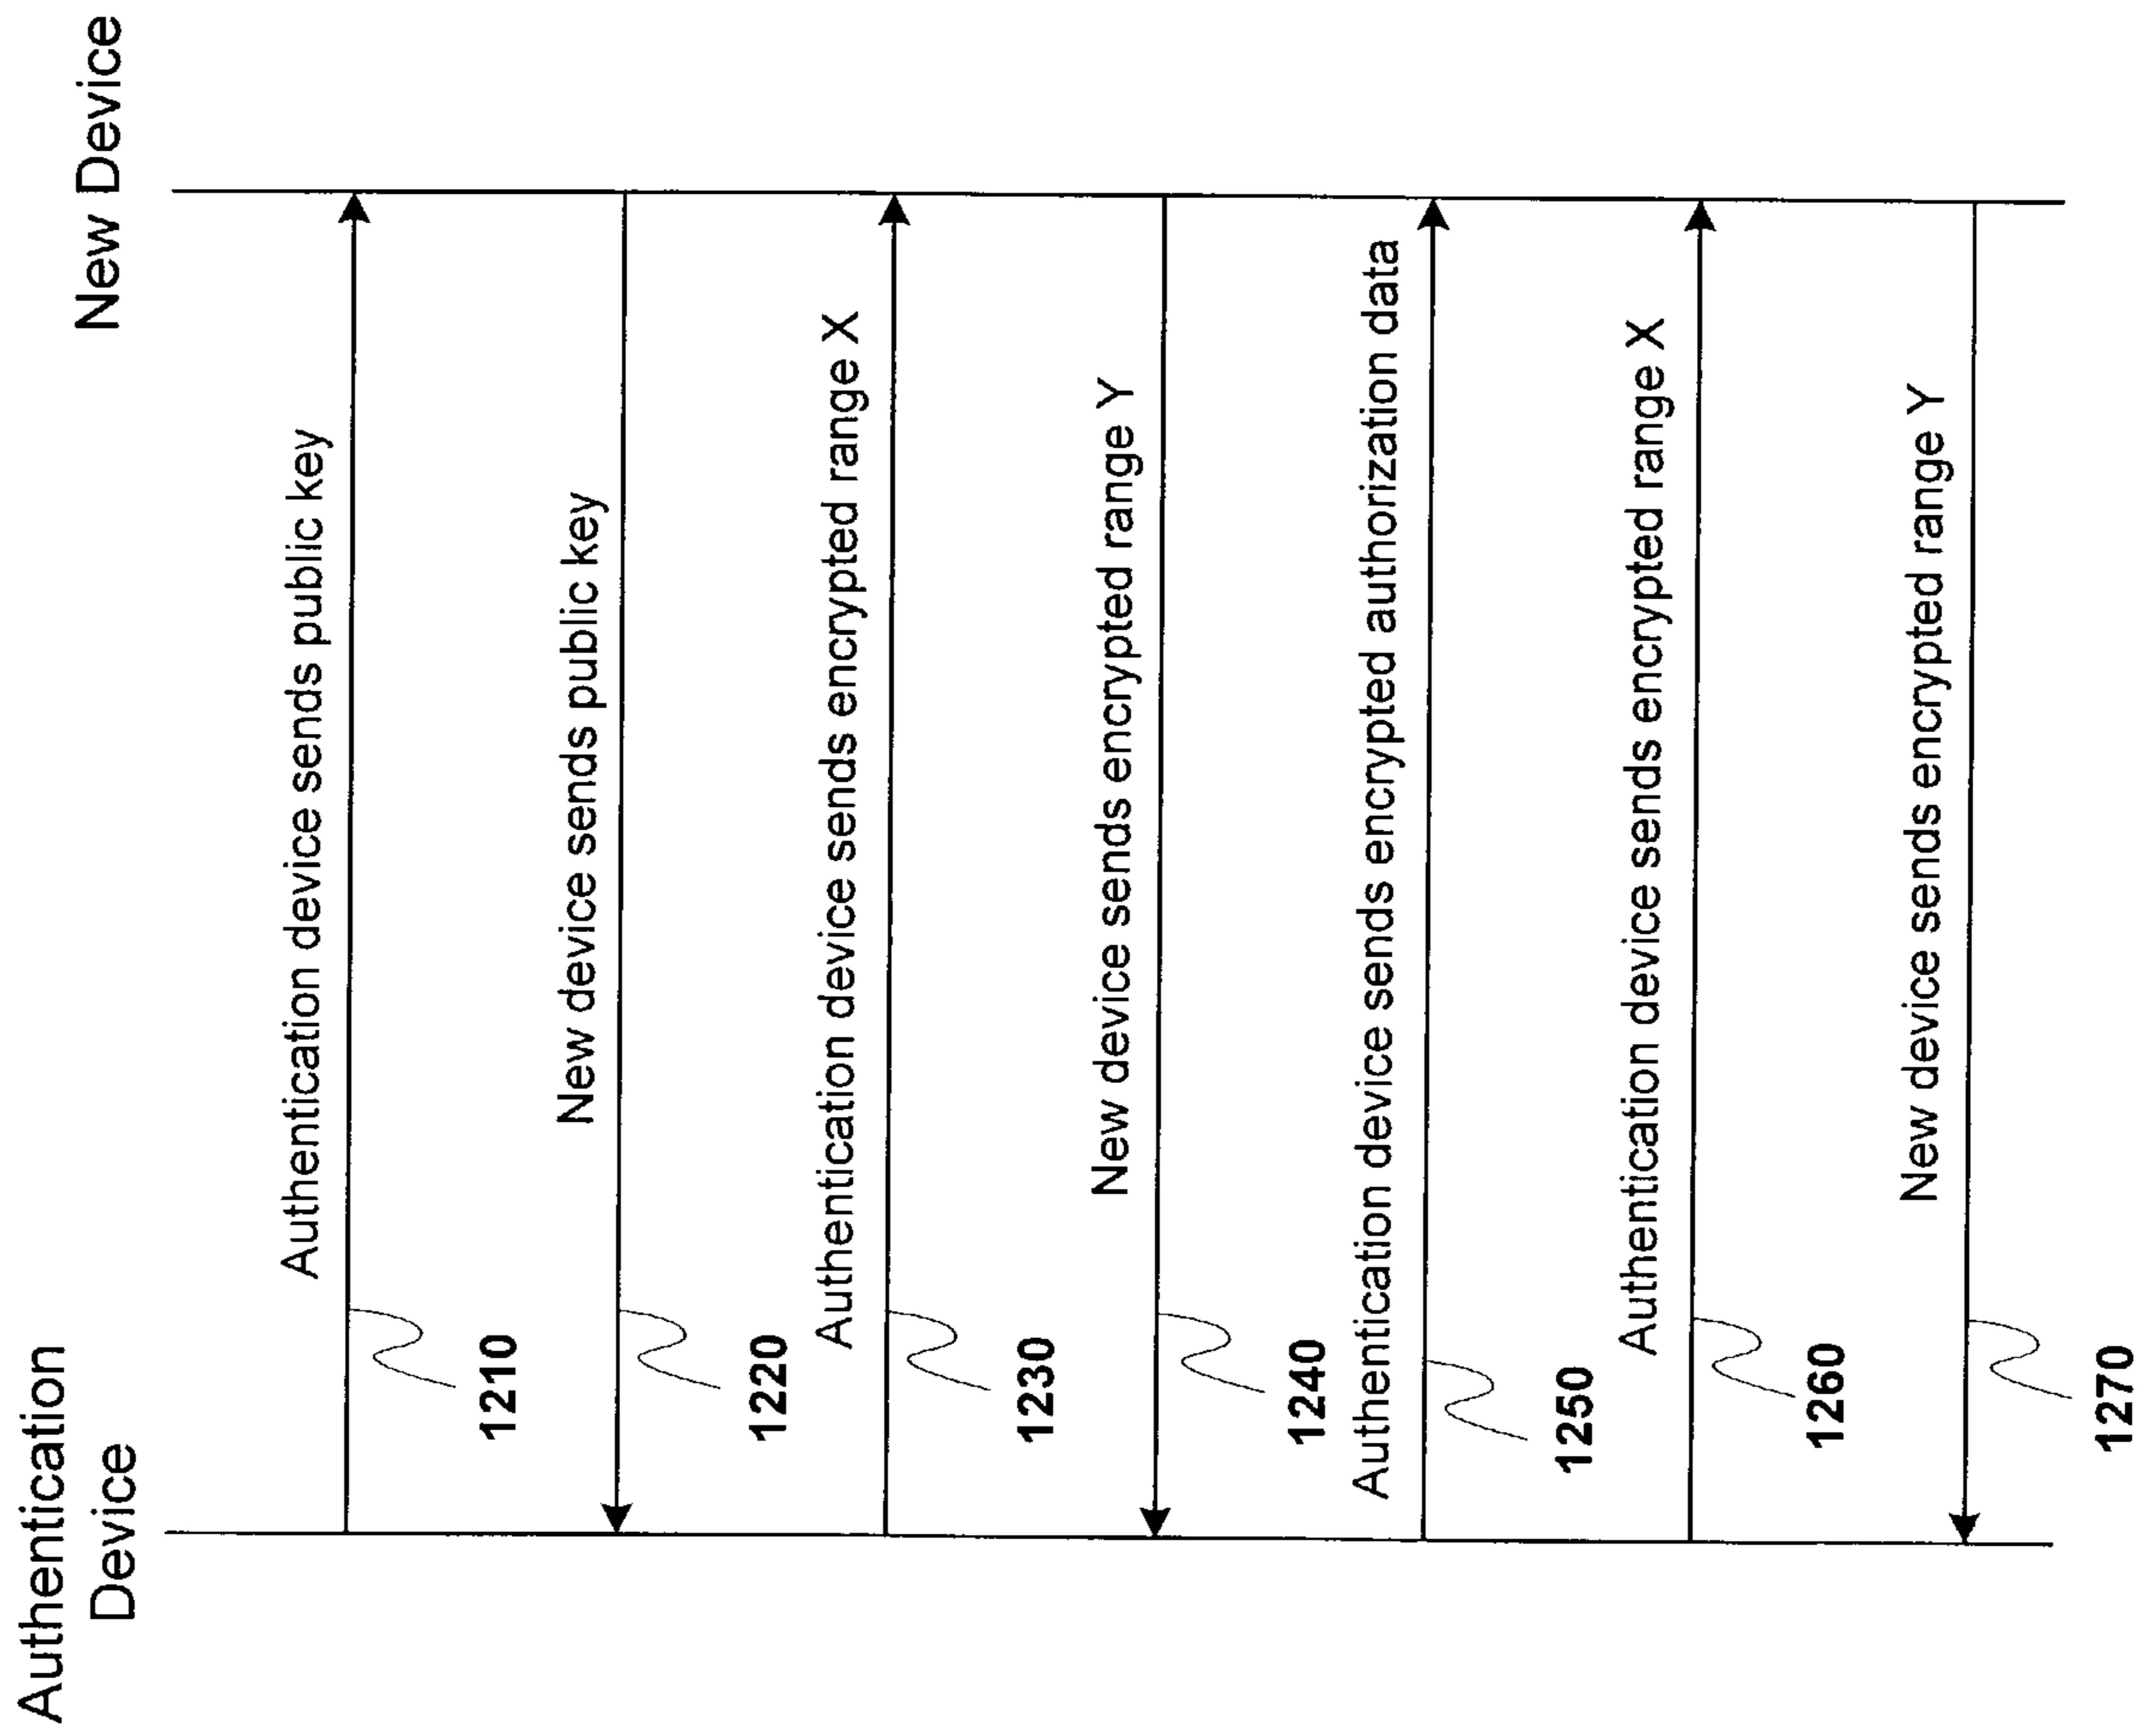 Authentication
Device
New Device
Authentication device sends public key
1210
New device sends public key
1220
Authentication device sends encrypted range X
1230
New device sends encrypted range Y
1240
Authentication device sends encrypted authorization data
1250
Authentication device sends encrypted range X
1260
New device sends encrypted range Y
1270